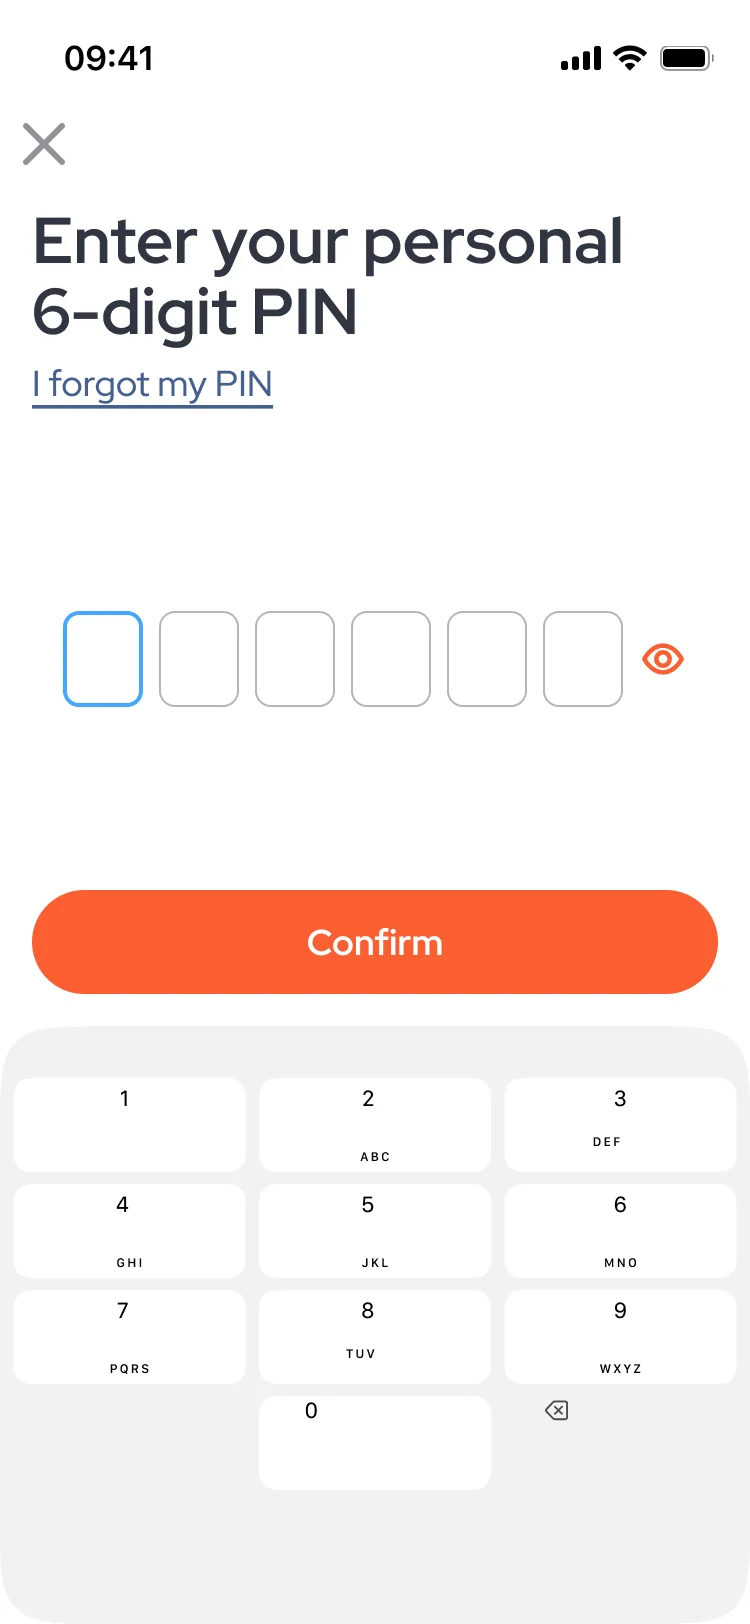 09:41
Enter your personal
6-digit PIN
I forgot my PIN
Confirm
1
2
ABC
3
DEF
4
GHI
5
JKL
6
MNO
7
PQRS
8
TUV
9
WXYZ
0